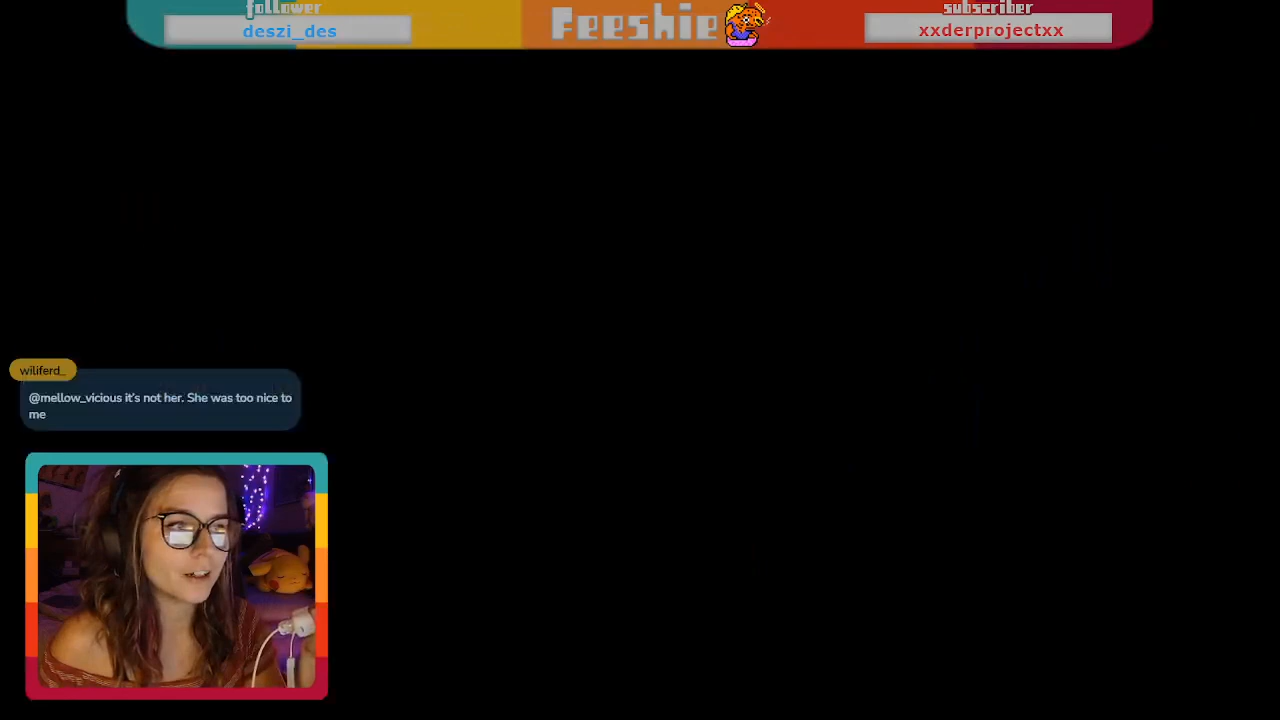 follower
deszi_des
Feeshie
subscriber
xxderprojectxx
wiliferd_
@mellow_vicious it's not her. She was too nice to
me